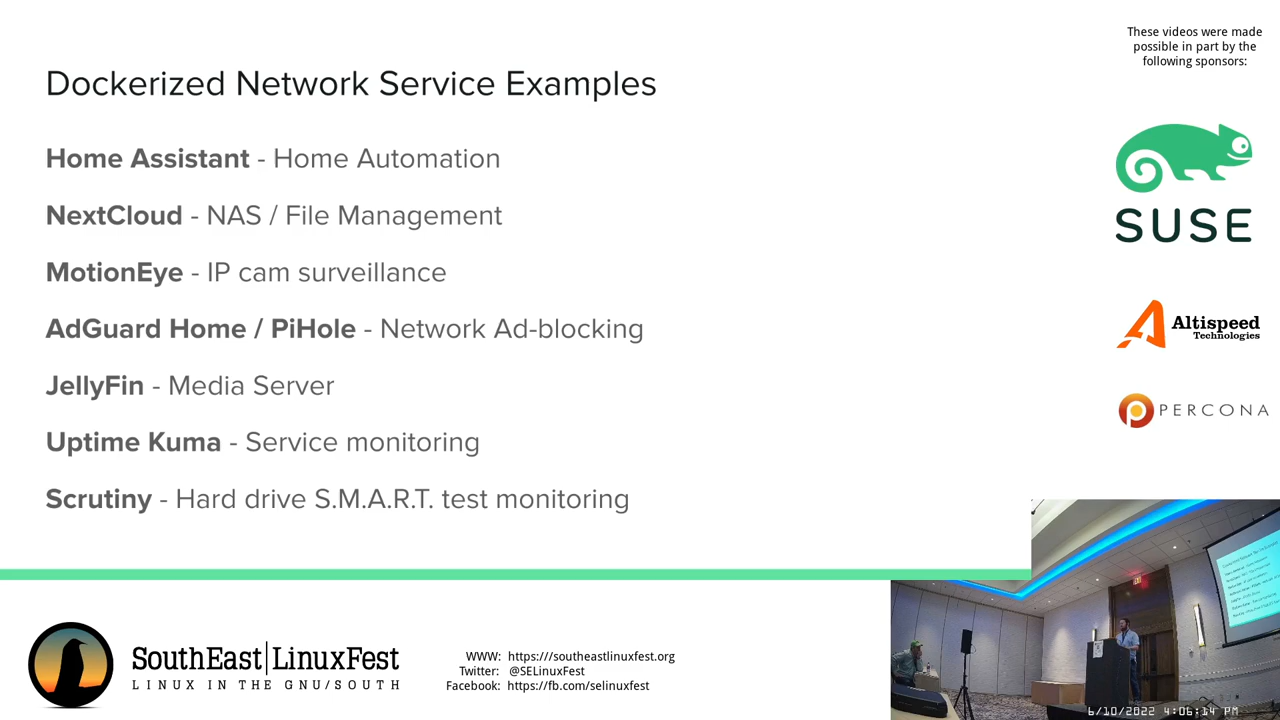 These videos were made
possible in part by the
following sponsors:
Dockerized Network Service Examples
Home Assistant - Home Automation
NextCloud - NAS / File Management
MotionEye - IP cam surveillance
AdGuard Home / PiHole - Network Ad-blocking
JellyFin - Media Server
Uptime Kuma - Service monitoring
Scrutiny - Hard drive S.M.A.R.T. test monitoring
SUSE
Altispeed
Technologies
PERCONA
SouthEast|LinuxFest
LINUX IN THE GNU/SOUTH
WWW: https:///southeastlinuxfest.org
Twitter: @SELinuxFest
Facebook: https://fb.com/selinuxfest
6/10/2022 4:06:14 PM